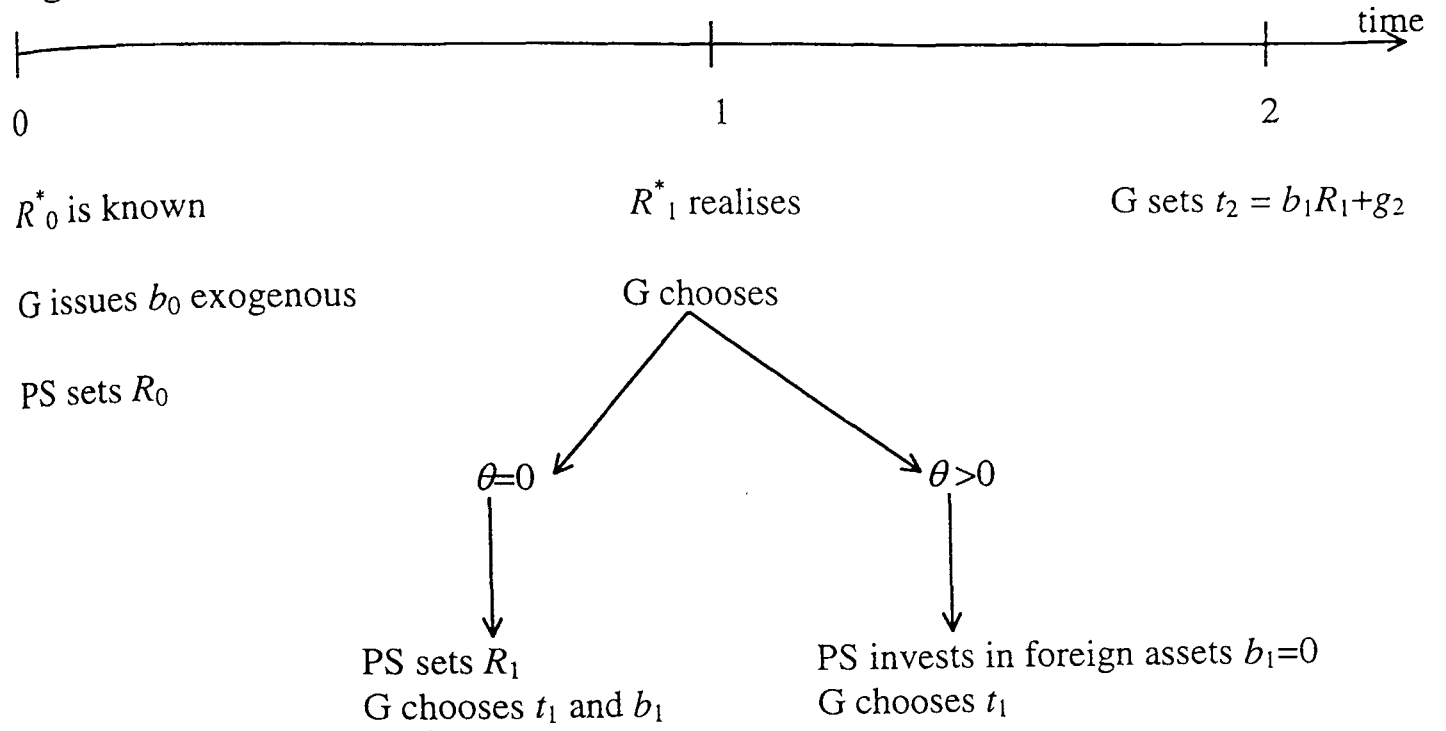 time
0 1 2
R*0 is known R*1 realises G sets t2 = b1R1+g2
G issues b0 exogenous G chooses
PS sets R0
θ=0 θ>0
PS sets R1 PS invests in foreign assets b1=0
G chooses t1 and b1 G chooses t1